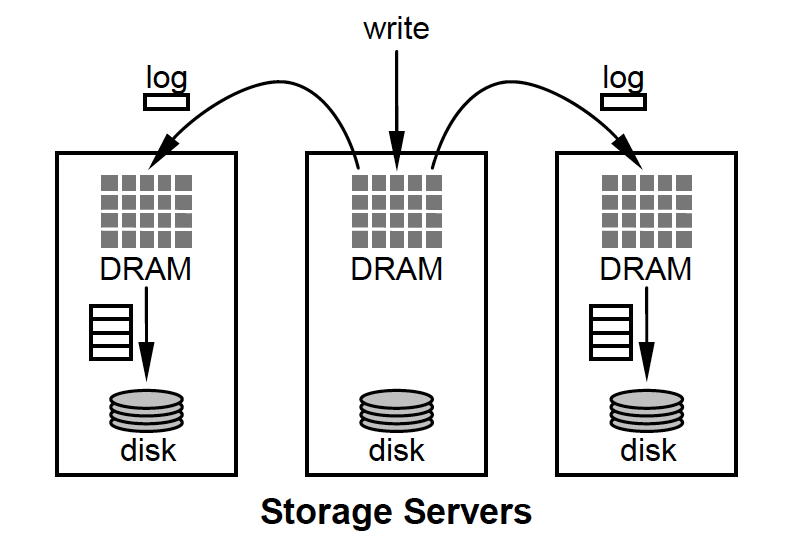 write
log
log
DRAM
DRAM
DRAM
disk
disk
disk
Storage Servers